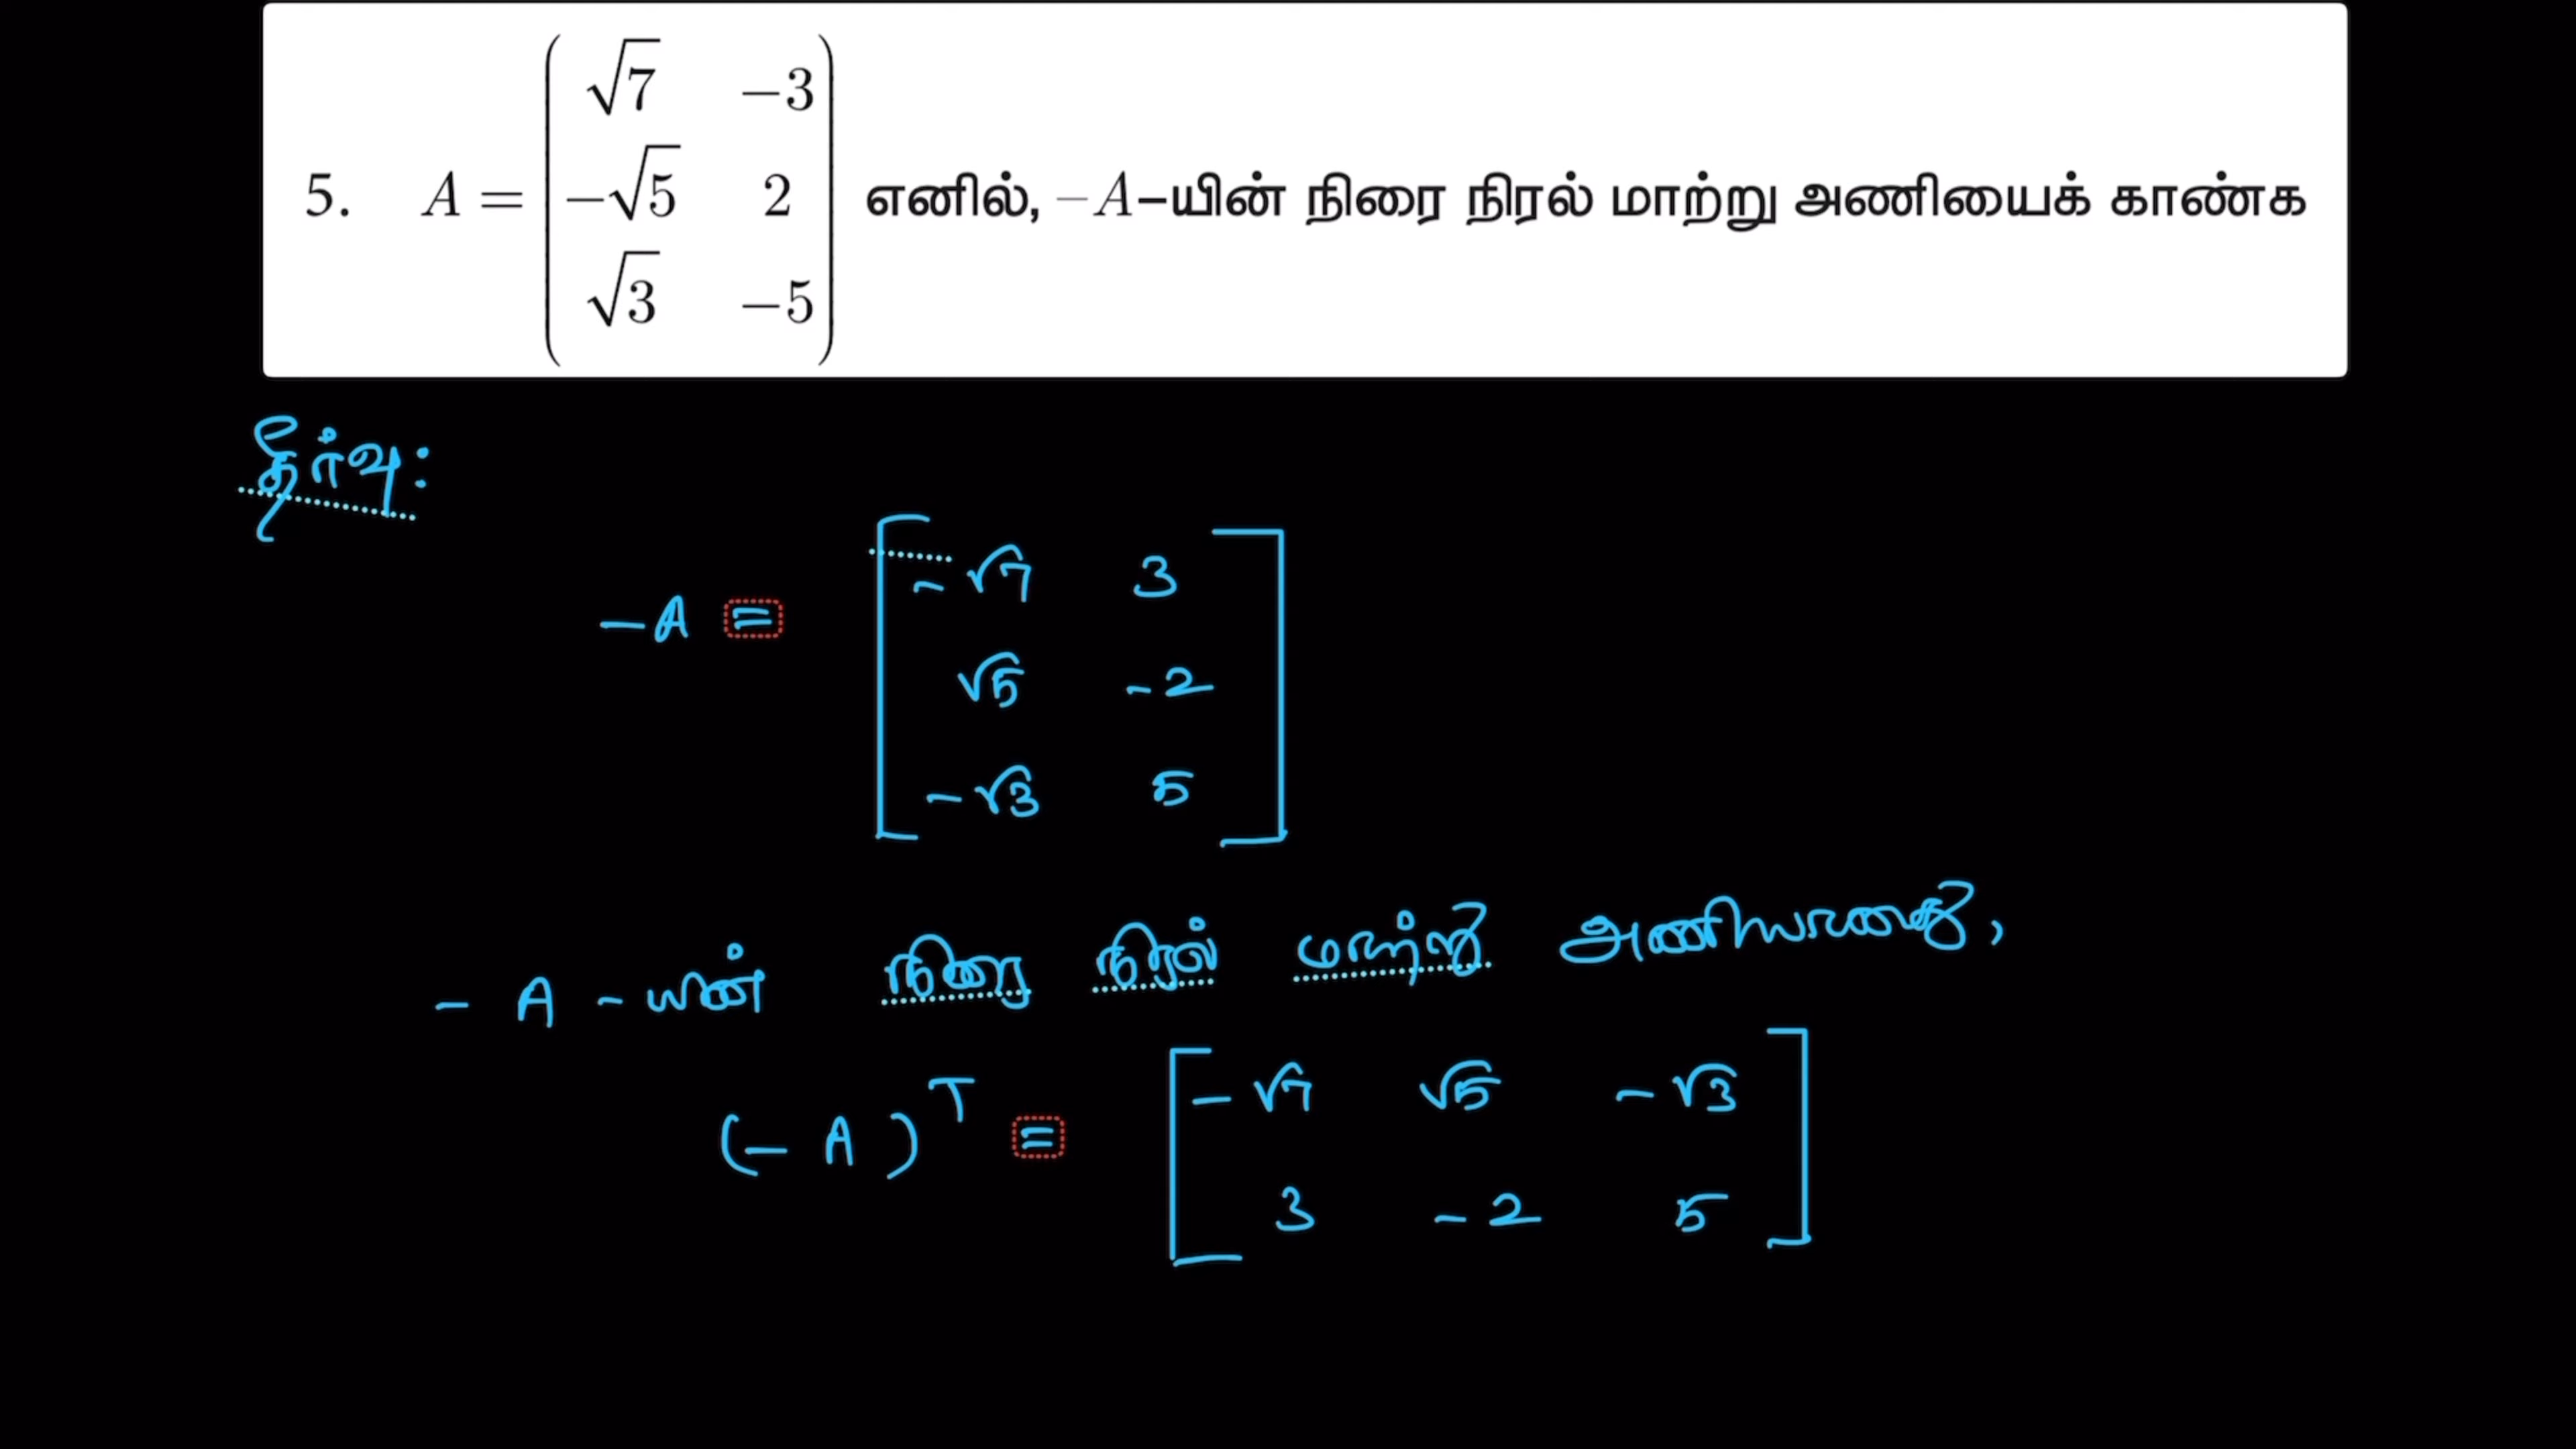 5. A = ( √7 −3
−√5 2
√3 −5 ) எனில், −A−யின் நிரை நிரல் மாற்று அணியைக் காண்க
தீர்வு:
−A = [ −√7 3
√5 −2
−√3 5 ]
− A − யின் நிரை நிரல் மாற்று அணியானது,
(− A)ᵀ = [ −√7 √5 −√3
3 −2 5 ]